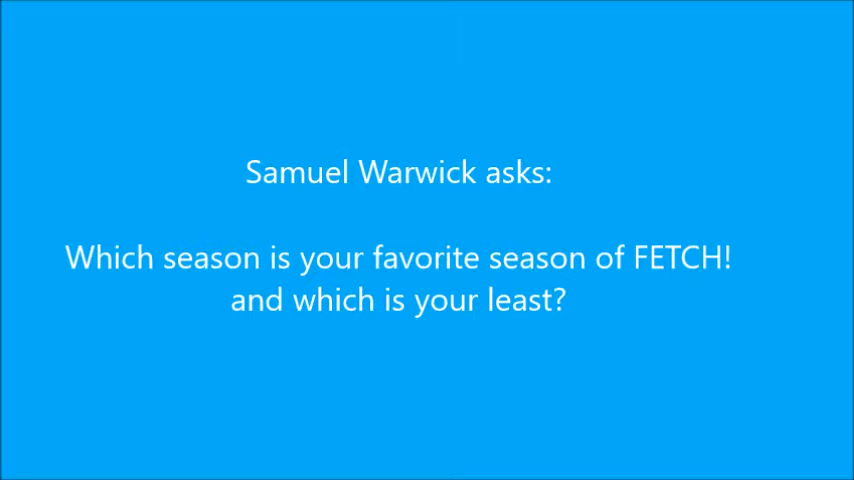 Samuel Warwick asks:
Which season is your favorite season of FETCH!
and which is your least?